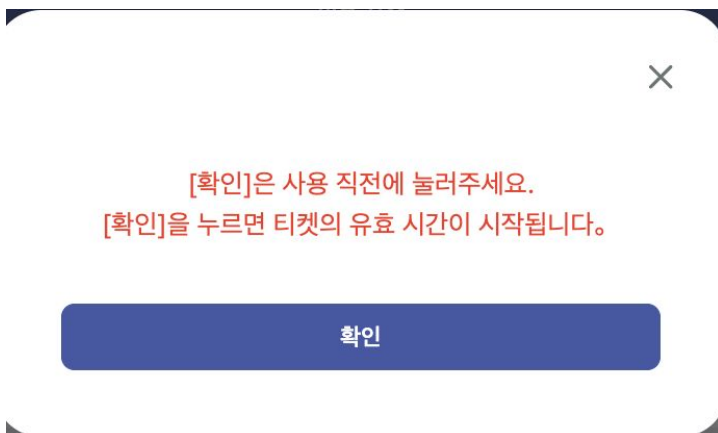 [확인]은 사용 직전에 눌러주세요.
[확인]을 누르면 티켓의 유효 시간이 시작됩니다。
확인